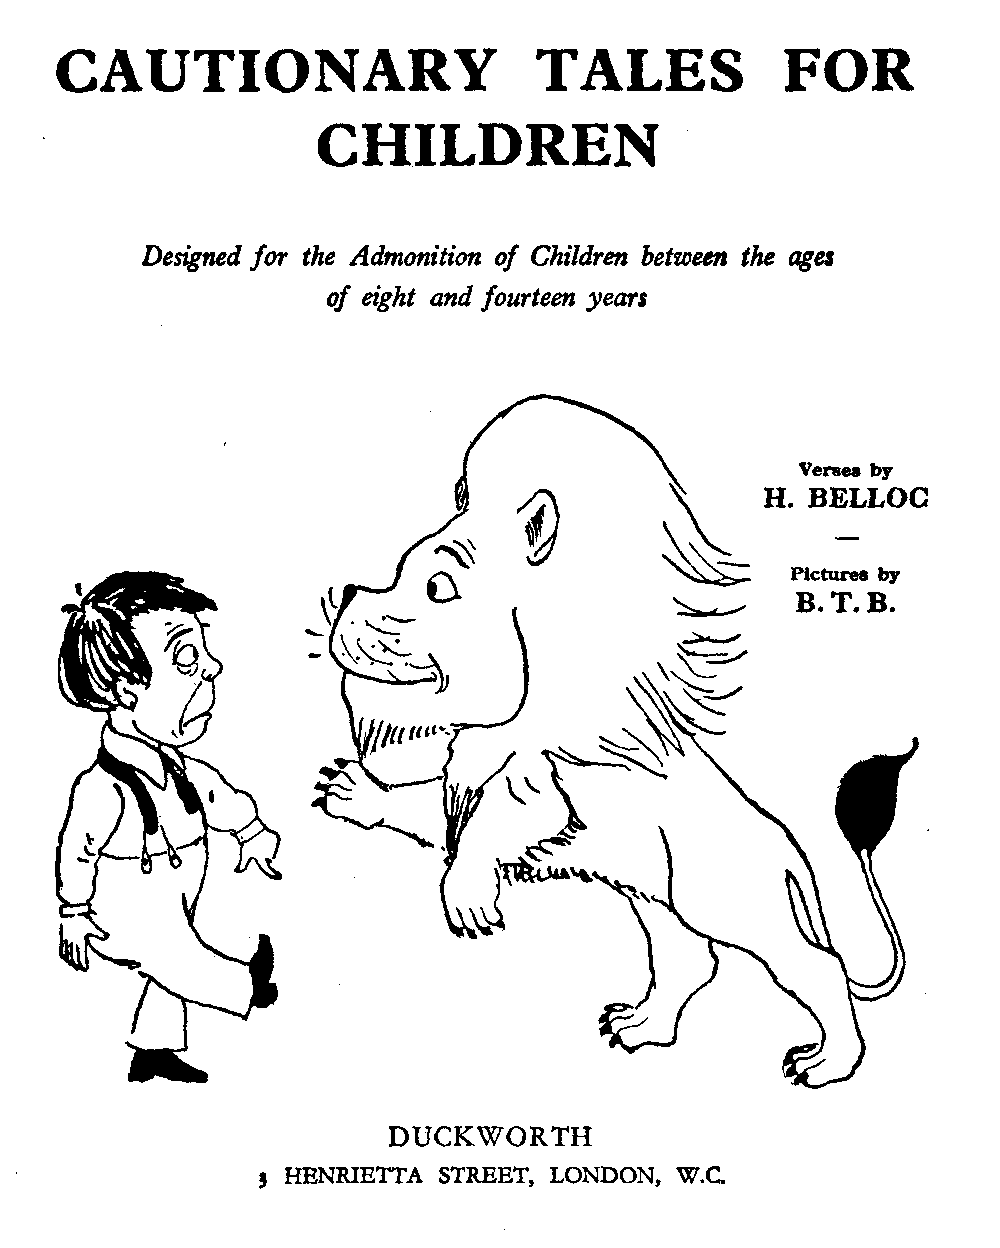 CAUTIONARY TALES FOR
CHILDREN
Designed for the Admonition of Children between the ages
of eight and fourteen years
Verses by
H. BELLOC
—
Pictures by
B. T. B.
DUCKWORTH
3 HENRIETTA STREET, LONDON, W.C.